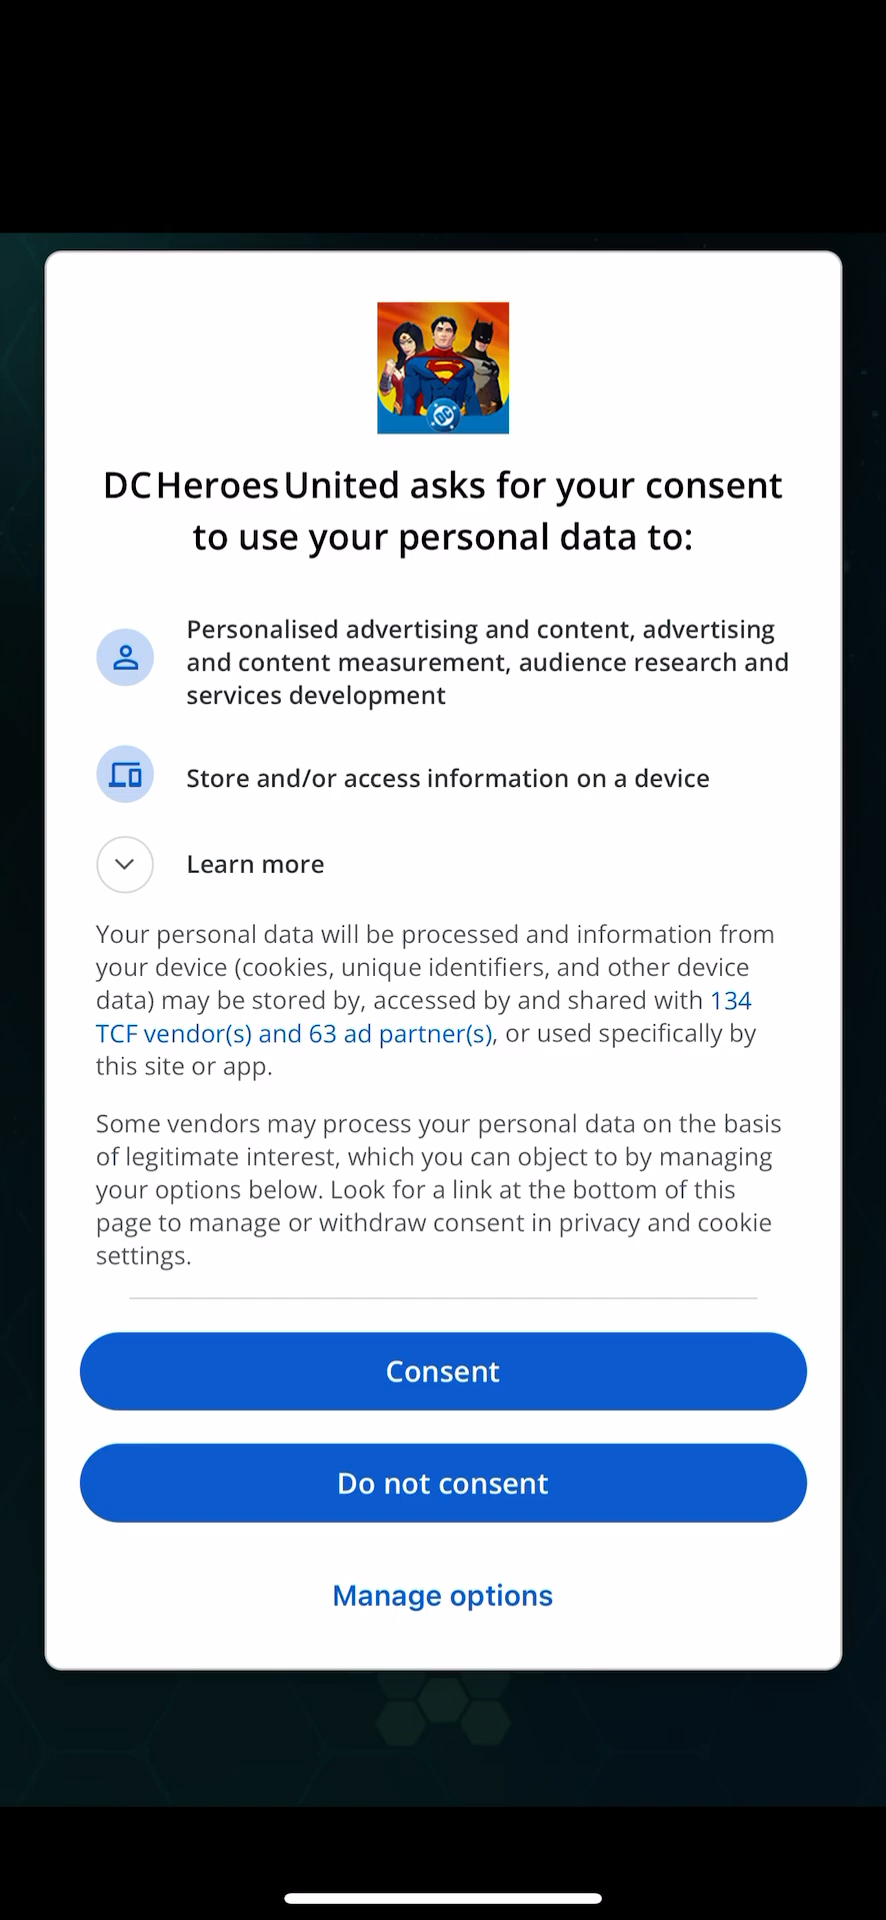 DC
DC Heroes United asks for your consent
to use your personal data to:
Personalised advertising and content, advertising
and content measurement, audience research and
services development
Store and/or access information on a device
Learn more
Your personal data will be processed and information from
your device (cookies, unique identifiers, and other device
data) may be stored by, accessed by and shared with 134
TCF vendor(s) and 63 ad partner(s), or used specifically by
this site or app.
Some vendors may process your personal data on the basis
of legitimate interest, which you can object to by managing
your options below. Look for a link at the bottom of this
page to manage or withdraw consent in privacy and cookie
settings.
Consent
Do not consent
Manage options